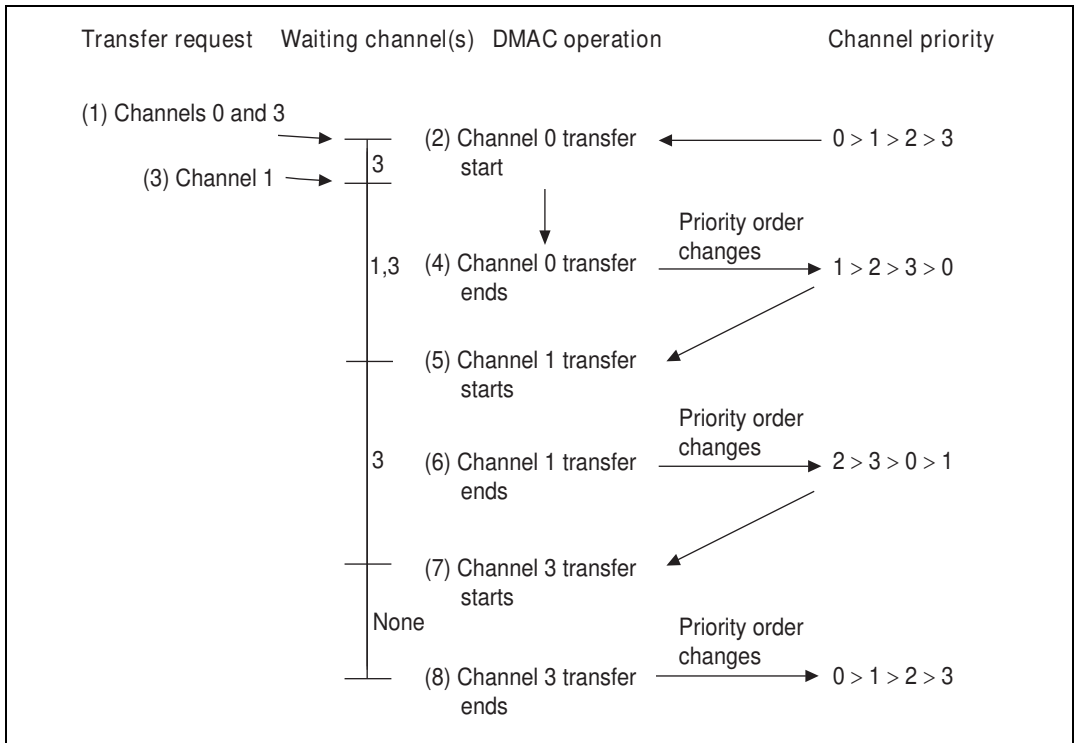 Transfer request Waiting channel(s) DMAC operation Channel priority
(1) Channels 0 and 3
(2) Channel 0 transfer
start
0 > 1 > 2 > 3
3
(3) Channel 1
Priority order
changes
1,3
(4) Channel 0 transfer
ends
1 > 2 > 3 > 0
(5) Channel 1 transfer
starts
Priority order
changes
3
(6) Channel 1 transfer
ends
2 > 3 > 0 > 1
(7) Channel 3 transfer
starts
None
Priority order
changes
(8) Channel 3 transfer
ends
0 > 1 > 2 > 3